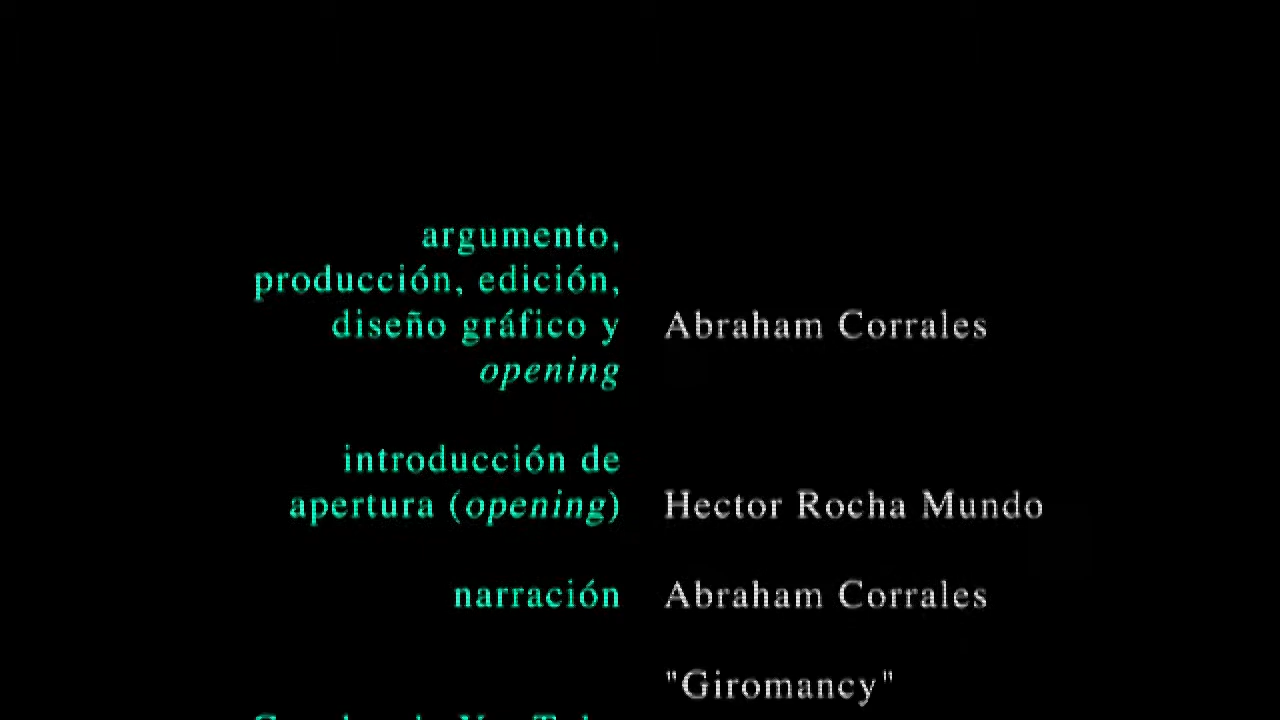 argumento,
producción, edición,
diseño gráfico y Abraham Corrales
opening
introducción de
apertura (opening) Hector Rocha Mundo
narración Abraham Corrales
"Giromancy"